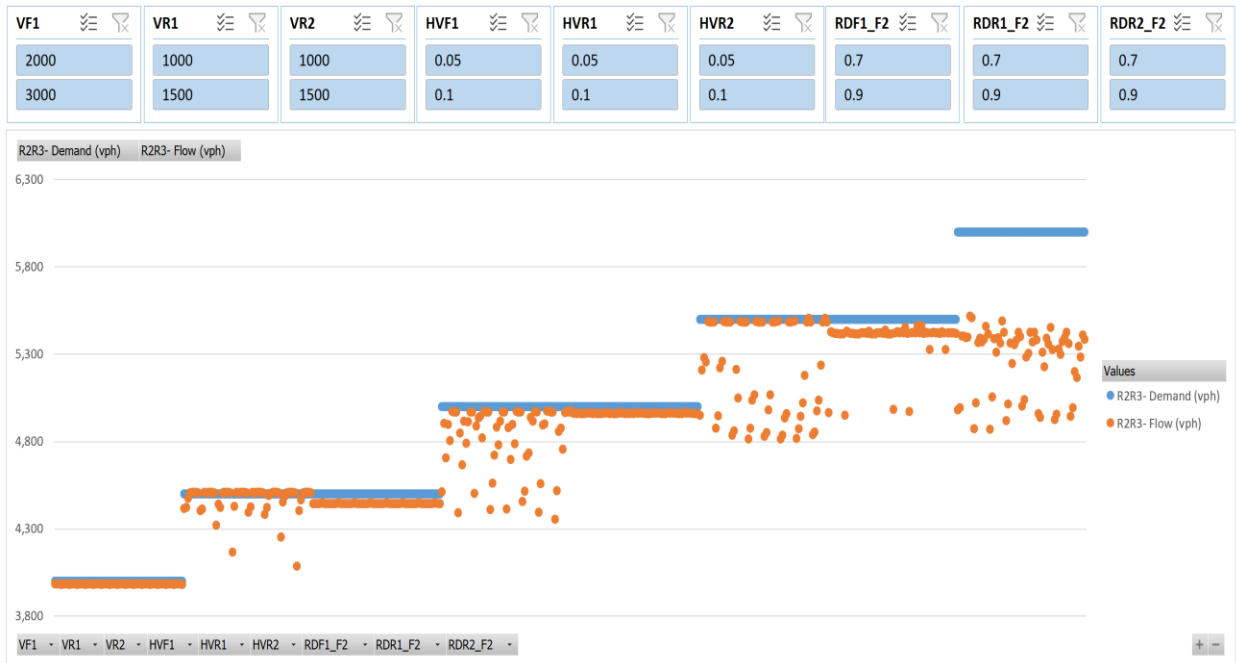 VF1 VR1 VR2 HVF1 HVR1 HVR2 RDF1_F2 RDR1_F2 RDR2_F2
2000 1000 1000 0.05 0.05 0.05 0.7 0.7 0.7
3000 1500 1500 0.1 0.1 0.1 0.9 0.9 0.9
R2R3- Demand (vph) R2R3- Flow (vph)
6,300
5,800
5,300
4,800
4,300
3,800
Values
R2R3- Demand (vph)
R2R3- Flow (vph)
VF1 VR1 VR2 HVF1 HVR1 HVR2 RDF1_F2 RDR1_F2 RDR2_F2
+ −